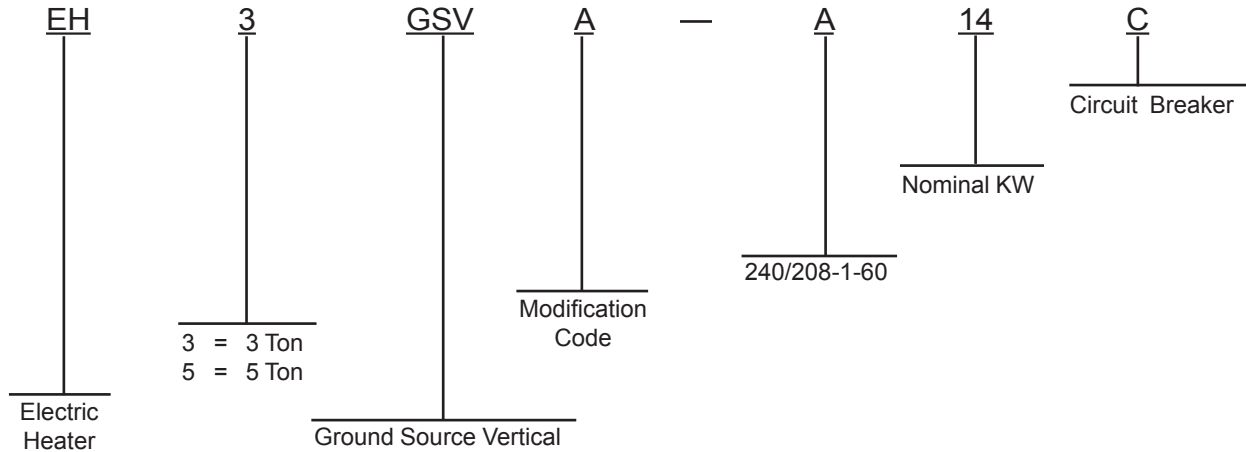 EH 3 GSV A — A 14 C
Circuit Breaker
Nominal KW
240/208-1-60
Modification
Code
3 = 3 Ton
5 = 5 Ton
Electric
Heater
Ground Source Vertical